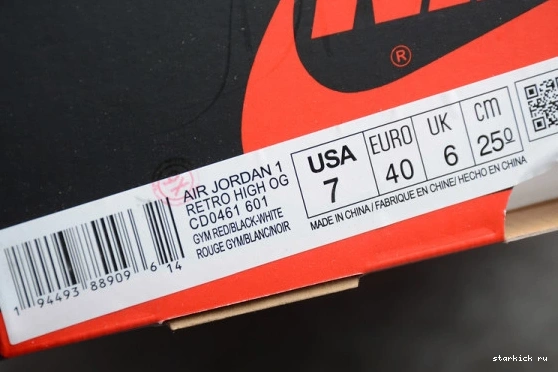 ®
AIR JORDAN 1
RETRO HIGH OG
CD0461 601
GYM RED/BLACK-WHITE
ROUGE GYM/BLANC/NOIR
USA
7
EURO
40
UK
6
cm
25º
MADE IN CHINA / FABRIQUE EN CHINE/ HECHO EN CHINA
1 94493 88909 6 14
starkick ru